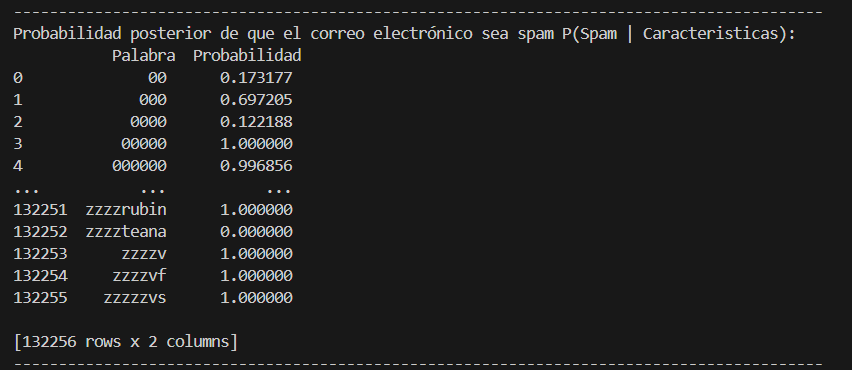 ------------------------------------------------------------------------------------------
Probabilidad posterior de que el correo electrónico sea spam P(Spam | Caracteristicas):
           Palabra  Probabilidad
0               00      0.173177
1              000      0.697205
2             0000      0.122188
3            00000      1.000000
4           000000      0.996856
...            ...           ...
132251   zzzzrubin      1.000000
132252   zzzzteana      0.000000
132253       zzzzv      1.000000
132254      zzzzvf      1.000000
132255     zzzzzvs      1.000000
[132256 rows x 2 columns]
------------------------------------------------------------------------------------------